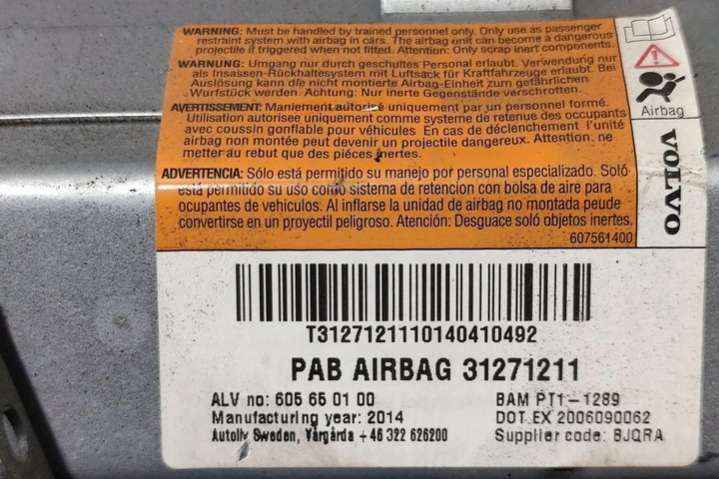 WARNING: Must be handled by trained personnel only. Only use as passenger
restraint system with airbag in cars. The airbag unit can become a dangerous
projectile if triggered when not fitted. Attention: Only scrap inert components.
WARNUNG: Umgang nur durch geschultes Personal erlaubt. Verwendung nur
als Insassen-Rückhaltesystem mit Luftsack für Kraftfahrzeuge erlaubt. Bei
Auslösung kann die nicht montierte Airbag-Einheit zum gefährlichen
Wurfstück werden. Achtung: Nur inerte Gegenstände verschrotten.
AVERTISSEMENT: Maniement autorisé uniquement par un personnel formé.
Utilisation autorisee uniquement comme systeme de retenue des occupants
avec coussin gonflable pour véhicules. En cas de déclenchement l'unité
airbag non montée peut devenir un projectile dangereux. Attention: ne
metter au rebut que des piéces inertes.
ADVERTENCIA: Sólo está permitido su manejo por personal especializado. Soló
está permitido su uso como sistema de retencion con bolsa de aire para
ocupantes de vehiculos. Al inflarse la unidad de airbag no montada peude
convertirse en un proyectil peligroso. Atención: Desguace soló objetos inertes.
607561400
Airbag
VOLVO
T3127121110140410492
PAB AIRBAG 31271211
ALV no: 605 65 01 00
BAM PT1-1289
Manufacturing year: 2014
DOT EX 2006090062
Autoliv Sweden, Vårgårda +46 322 626200
Supplier code: BJQRA